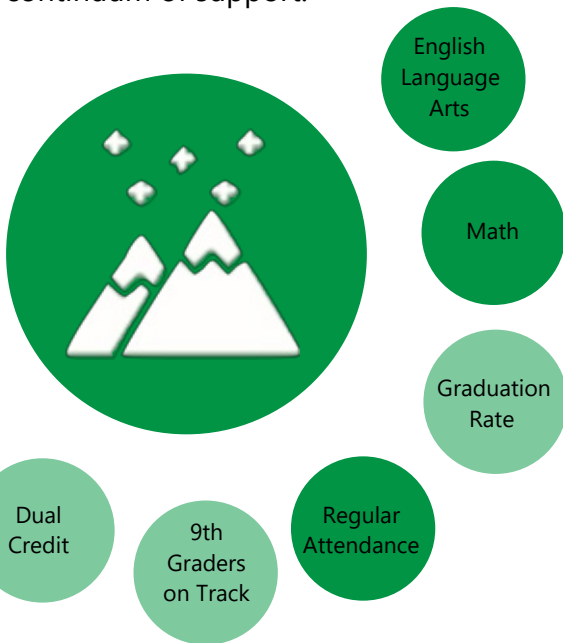 continuum of support.
English
Language
Arts
Math
Graduation
Rate
Regular
Attendance
9th
Graders
on Track
Dual
Credit